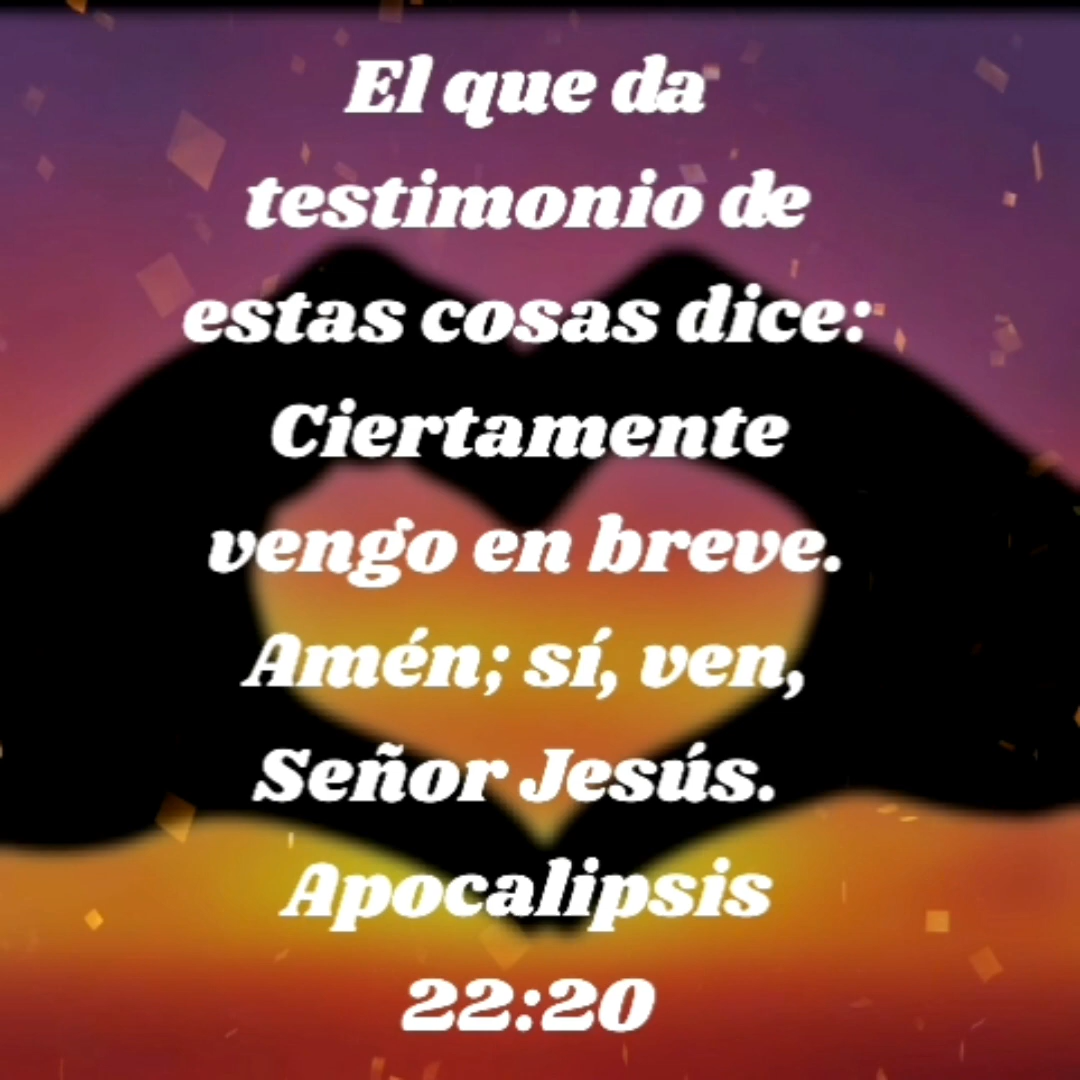 El que da
testimonio de
estas cosas dice:
Ciertamente
vengo en breve.
Amén; sí, ven,
Señor Jesús.
Apocalipsis
22:20